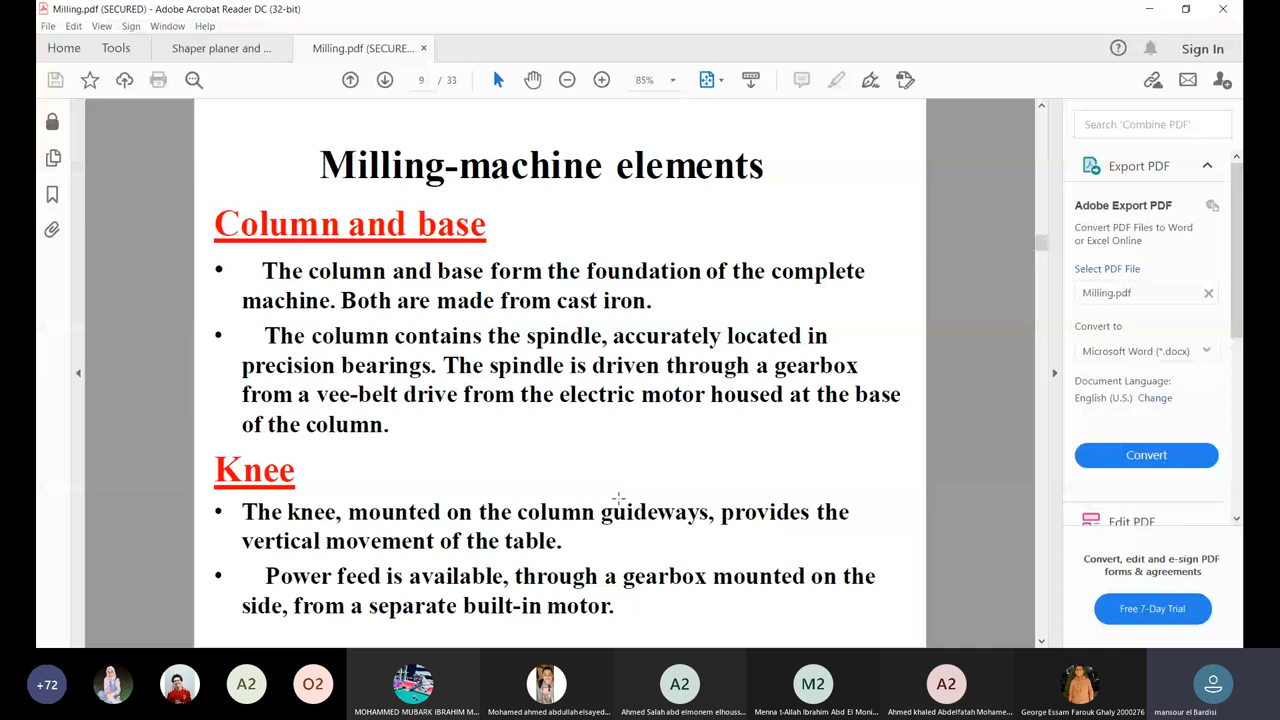 Milling.pdf (SECURED) - Adobe Acrobat Reader DC (32-bit)
File Edit View Sign Window Help
Home Tools Shaper planer and ... Milling.pdf (SECURE... × Sign In
9 / 33 85%
Milling-machine elements
Column and base
• The column and base form the foundation of the complete
machine. Both are made from cast iron.
• The column contains the spindle, accurately located in
precision bearings. The spindle is driven through a gearbox
from a vee-belt drive from the electric motor housed at the base
of the column.
Knee
• The knee, mounted on the column guideways, provides the
vertical movement of the table.
• Power feed is available, through a gearbox mounted on the
side, from a separate built-in motor.
Search 'Combine PDF'
Export PDF
Adobe Export PDF
Convert PDF Files to Word
or Excel Online
Select PDF File
Milling.pdf
Convert to
Microsoft Word (*.docx)
Document Language:
English (U.S.) Change
Convert
Edit PDF
Convert, edit and e-sign PDF
forms & agreements
Free 7-Day Trial
+72 A2 O2 A2 M2 A2
MOHAMMED MUBARK IBRAHIM M... Mohamed ahmed abdullah elsayed... Ahmed Salah abd elmonem elhouss... Menna t-Allah Ibrahim Abd El Moni... Ahmed khaled Abdelfatah Mohame... George Essam Farouk Ghaly 2000276 mansour el Bardisi